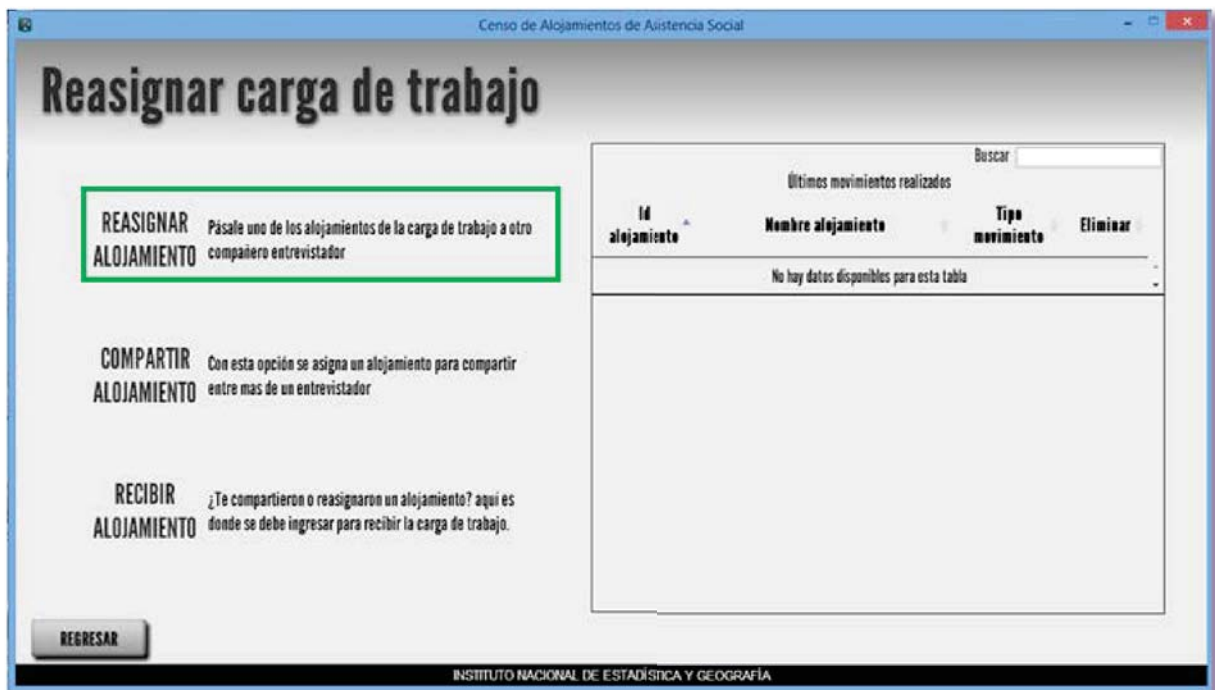 Censo de Alojamientos de Asistencia Social
Reasignar carga de trabajo
REASIGNAR
ALOJAMIENTO
Pásale uno de los alojamientos de la carga de trabajo a otro
compañero entrevistador
COMPARTIR
ALOJAMIENTO
Con esta opción se asigna un alojamiento para compartir
entre mas de un entrevistador
RECIBIR
ALOJAMIENTO
¿Te compartieron o reasignaron un alojamiento? aqui es
donde se debe ingresar para recibir la carga de trabajo.
Buscar
Últimos movimientos realizados
Id alojamiento Nombre alojamiento Tipo movimiento Eliminar
No hay datos disponibles para esta tabla
REGRESAR
INSTITUTO NACIONAL DE ESTADÍSTICA Y GEOGRAFÍA